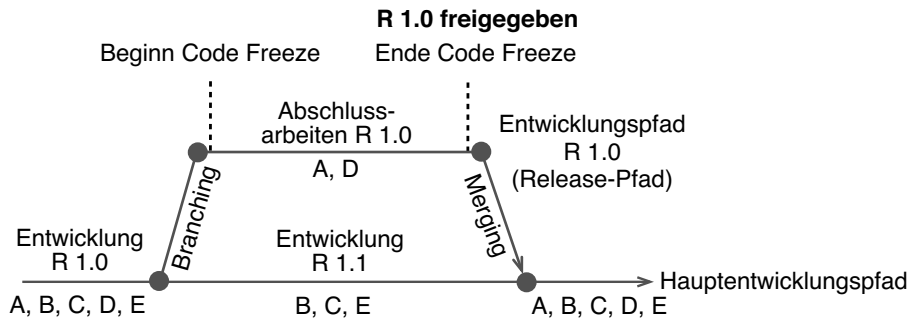 R 1.0 freigegeben
Beginn Code Freeze
Ende Code Freeze
Abschluss-
arbeiten R 1.0
A, D
Entwicklungspfad
R 1.0
(Release-Pfad)
Branching
Merging
Entwicklung
R 1.0
Entwicklung
R 1.1
Hauptentwicklungspfad
A, B, C, D, E
B, C, E
A, B, C, D, E